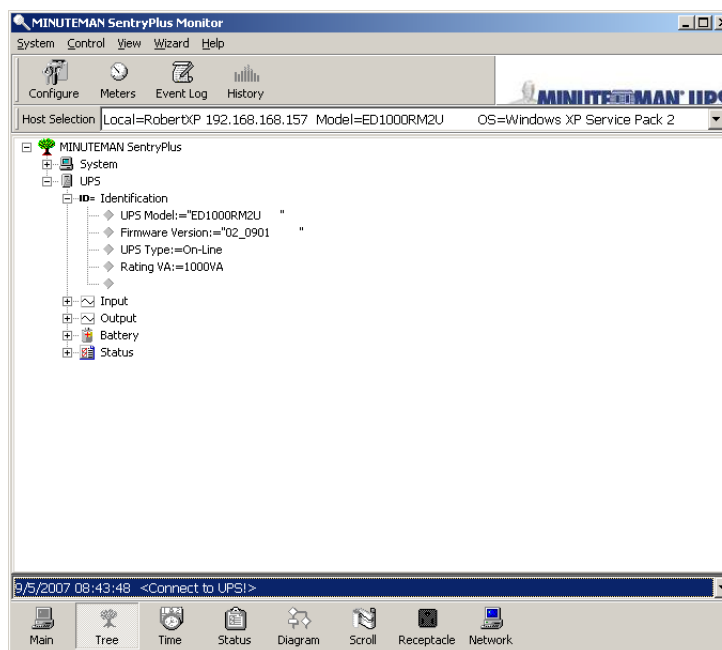 MINUTEMAN SentryPlus Monitor
System Control View Wizard Help
Configure Meters Event Log History
MINUTEMAN UPS
Host Selection Local=RobertXP 192.168.168.157 Model=ED1000RM2U OS=Windows XP Service Pack 2
MINUTEMAN SentryPlus
System
UPS
ID= Identification
UPS Model:="ED1000RM2U "
Firmware Version:="02_0901 "
UPS Type:=On-Line
Rating VA:=1000VA
Input
Output
Battery
Status
9/5/2007 08:43:48 <Connect to UPS!>
Main Tree Time Status Diagram Scroll Receptacle Network